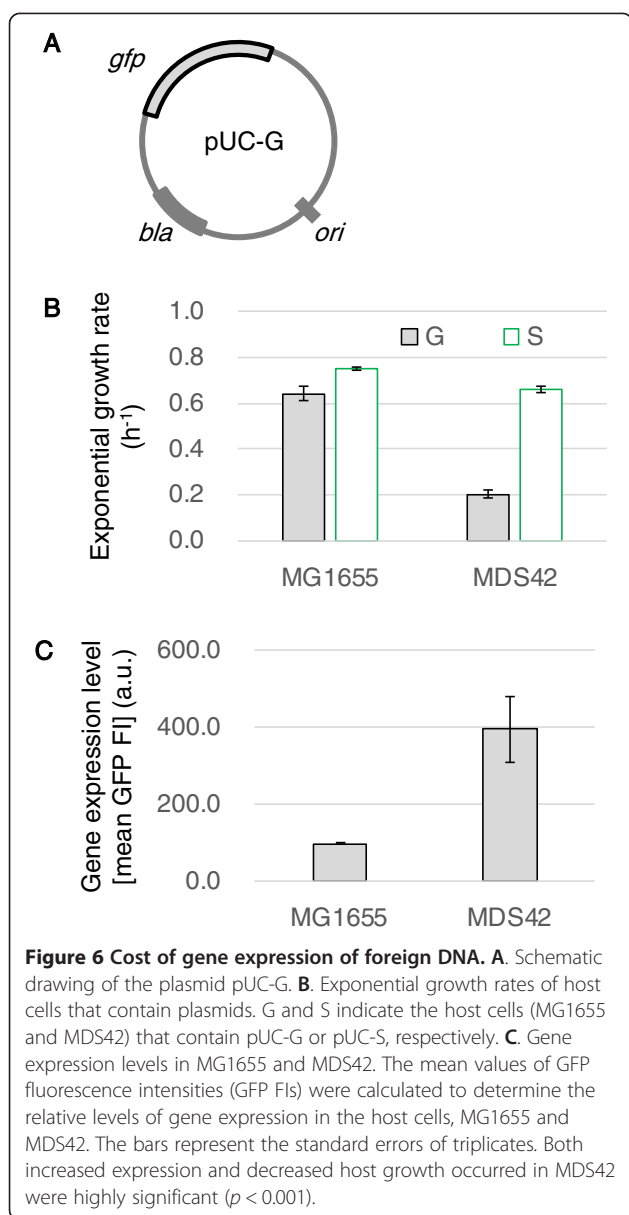 A
gfp
pUC-G
bla
ori
B
Exponential growth rate
(h-1)
1.0
0.8
0.6
0.4
0.2
0.0
G
S
MG1655
MDS42
C
Gene expression level
[mean GFP FI] (a.u.)
600.0
400.0
200.0
0.0
MG1655
MDS42
Figure 6 Cost of gene expression of foreign DNA. A. Schematic
drawing of the plasmid pUC-G. B. Exponential growth rates of host
cells that contain plasmids. G and S indicate the host cells (MG1655
and MDS42) that contain pUC-G or pUC-S, respectively. C. Gene
expression levels in MG1655 and MDS42. The mean values of GFP
fluorescence intensities (GFP FIs) were calculated to determine the
relative levels of gene expression in the host cells, MG1655 and
MDS42. The bars represent the standard errors of triplicates. Both
increased expression and decreased host growth occurred in MDS42
were highly significant (p < 0.001).